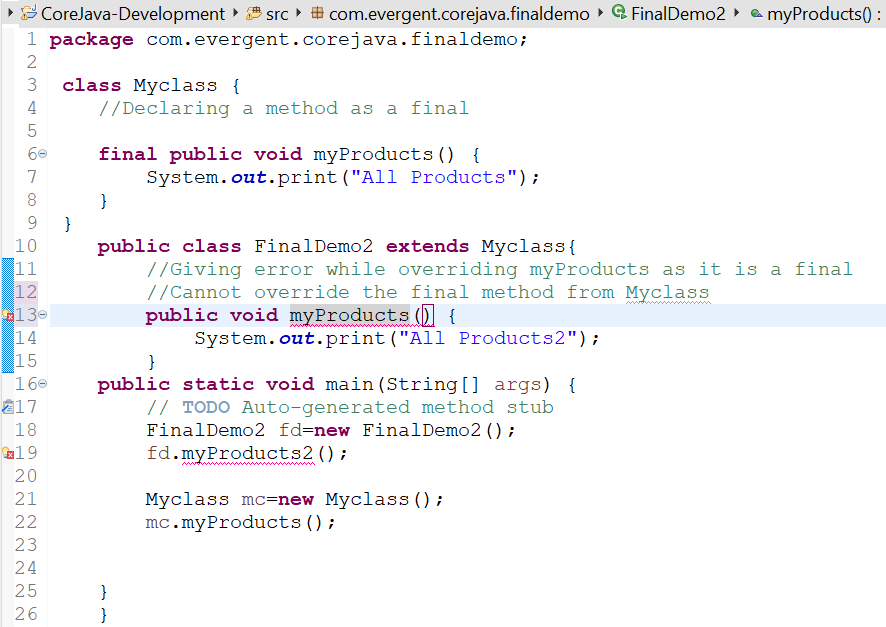 CoreJava-Development src com.evergent.corejava.finaldemo FinalDemo2 myProducts() :
1 package com.evergent.corejava.finaldemo;
2
3 class Myclass {
4 //Declaring a method as a final
5
6 final public void myProducts() {
7 System.out.print("All Products");
8 }
9 }
10 public class FinalDemo2 extends Myclass{
11 //Giving error while overriding myProducts as it is a final
12 //Cannot override the final method from Myclass
13 public void myProducts() {
14 System.out.print("All Products2");
15 }
16 public static void main(String[] args) {
17 // TODO Auto-generated method stub
18 FinalDemo2 fd=new FinalDemo2();
19 fd.myProducts2();
20
21 Myclass mc=new Myclass();
22 mc.myProducts();
23
24
25 }
26 }